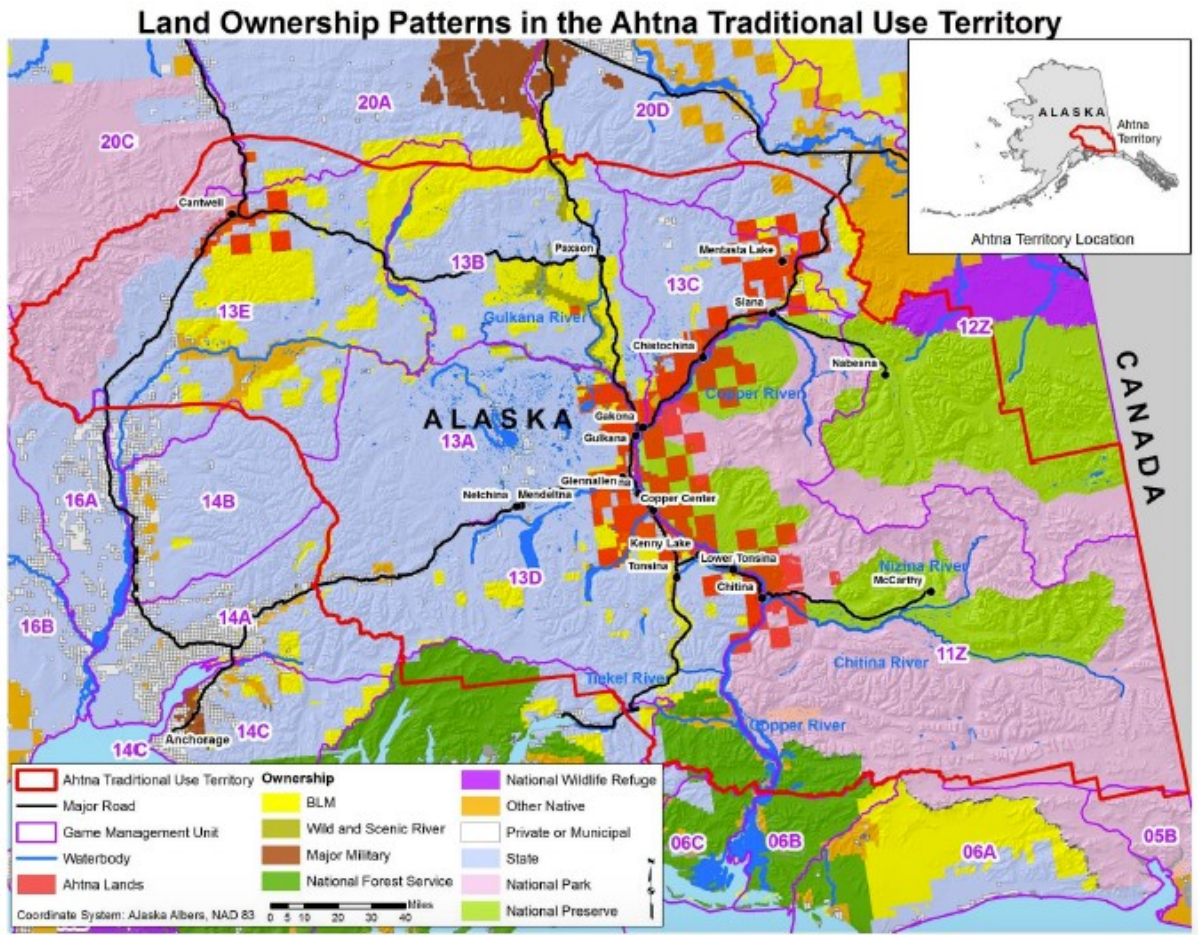 Land Ownership Patterns in the Ahtna Traditional Use Territory
20A
20D
20C
ALASKA
Ahtna
Territory
Ahtna Territory Location
Cantwell
Paxson
Mentasta Lake
13B
13C
13E
Slana
Gulkana River
12Z
Chistochina
Nabesna
Copper River
CANADA
ALASKA
Gakona
13A
Gulkana
Glennallen
16A
14B
Nelchina
Mendeltna
Copper Center
Kenny Lake
Lower Tonsina
Tonsina
Nizina River
McCarthy
13D
Chitina
14A
16B
11Z
Chitina River
Tiekel River
Copper River
14C
Anchorage
14C
Ahtna Traditional Use Territory
Major Road
Game Management Unit
Waterbody
Ahtna Lands
Coordinate System: Alaska Albers, NAD 83
Ownership
BLM
Wild and Scenic River
Major Military
National Forest Service
Miles
0 5 10 20 30 40
National Wildlife Refuge
Other Native
Private or Municipal
State
National Park
National Preserve
06C
06B
06A
05B